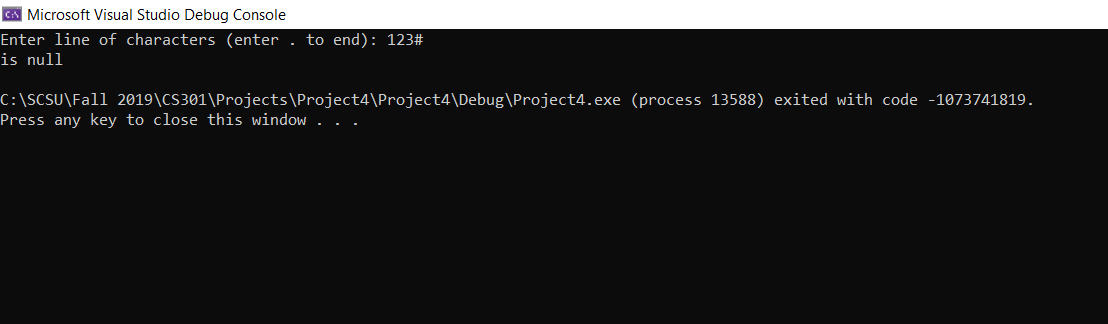 Microsoft Visual Studio Debug Console
Enter line of characters (enter . to end): 123#
is null
C:\SCSU\Fall 2019\CS301\Projects\Project4\Project4\Debug\Project4.exe (process 13588) exited with code -1073741819.
Press any key to close this window . . .